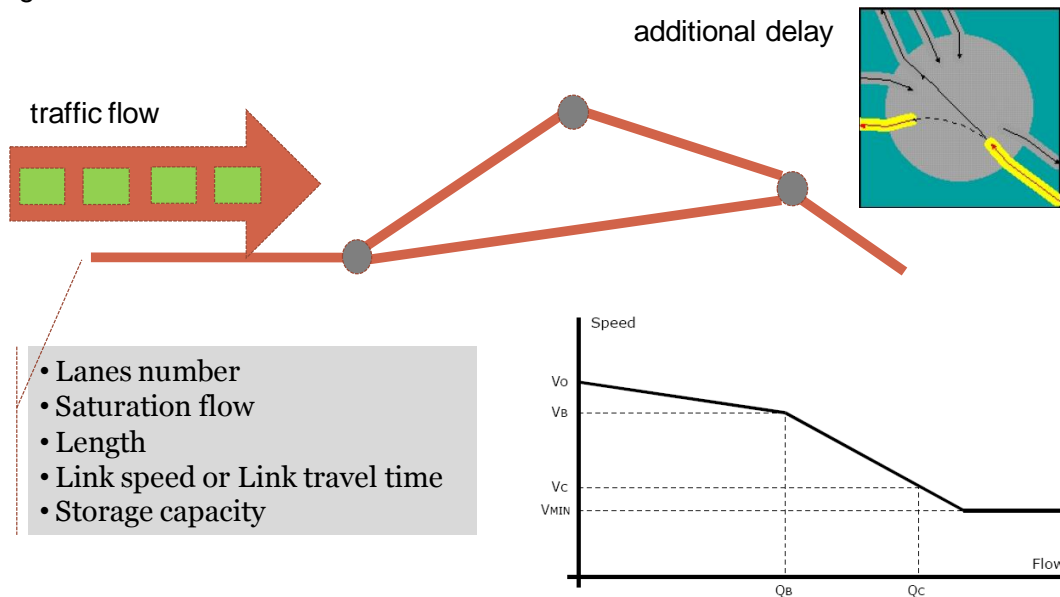 additional delay
traffic flow
• Lanes number
• Saturation flow
• Length
• Link speed or Link travel time
• Storage capacity
Speed
VO
VB
VC
VMIN
Flow
QB
QC